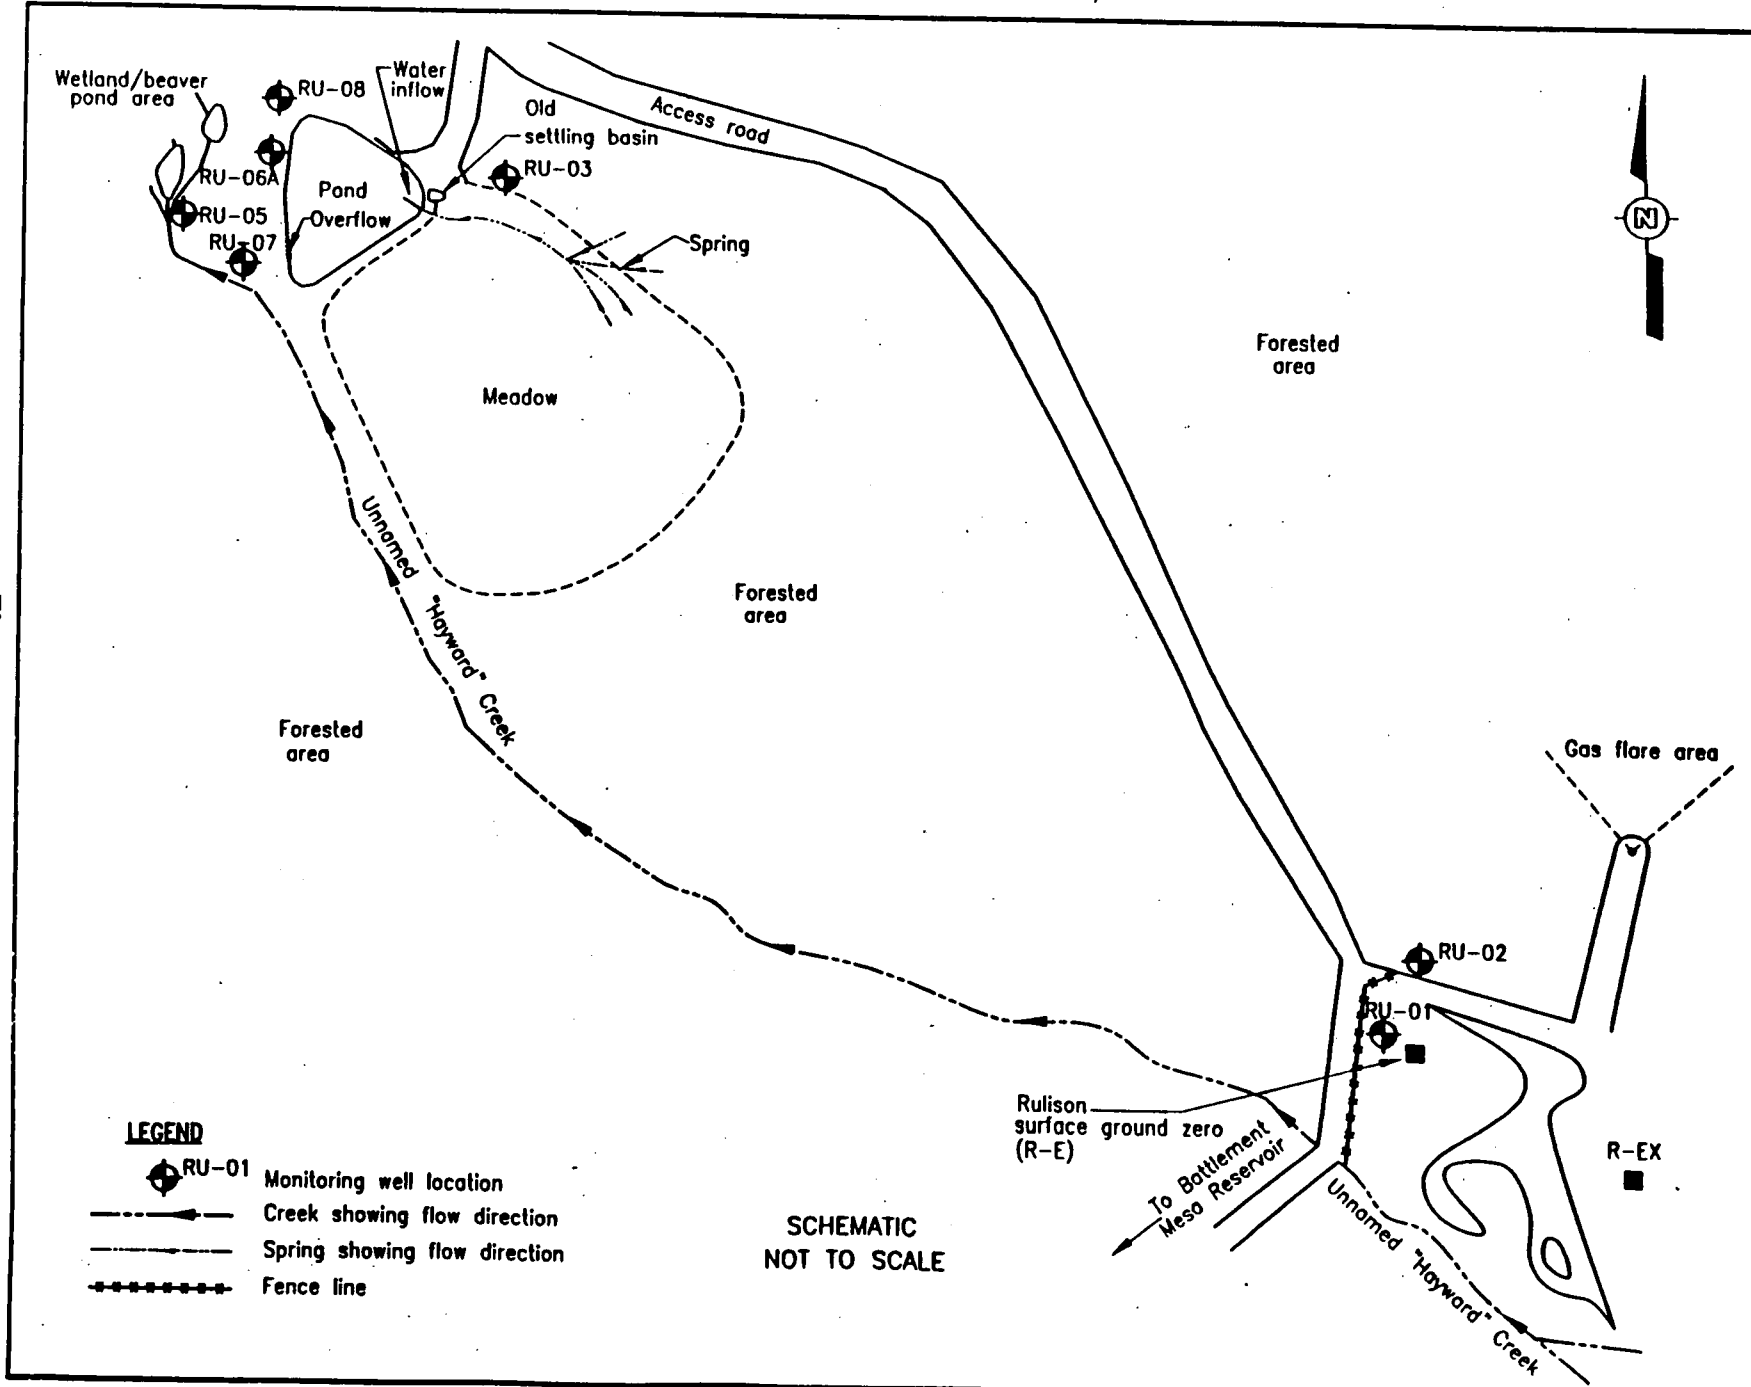 Wetland/beaver
pond area
RU-08
Water
inflow
Old
settling basin
Access road
RU-03
RU-06A
Pond
RU-05
Overflow
RU-07
Spring
N
Forested
area
Meadow
Unnamed "Hayward" Creek
Forested
area
Forested
area
Gas flare area
RU-02
RU-01
Rulison
surface ground zero
(R-E)
To Battlement
Mesa Reservoir
R-EX
Unnamed "Hayward" Creek
LEGEND
RU-01 Monitoring well location
Creek showing flow direction
Spring showing flow direction
Fence line
SCHEMATIC
NOT TO SCALE